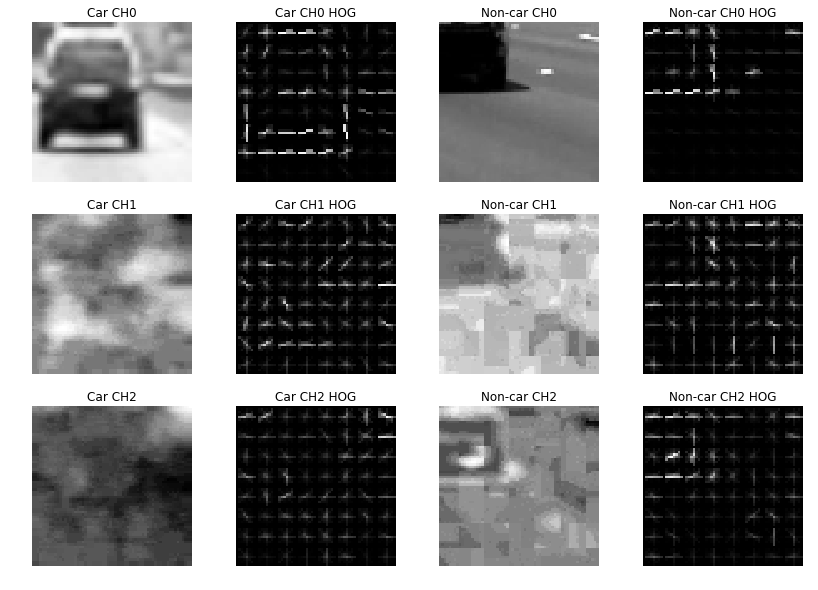 Car CH0
Car CH0 HOG
Non-car CH0
Non-car CH0 HOG
Car CH1
Car CH1 HOG
Non-car CH1
Non-car CH1 HOG
Car CH2
Car CH2 HOG
Non-car CH2
Non-car CH2 HOG